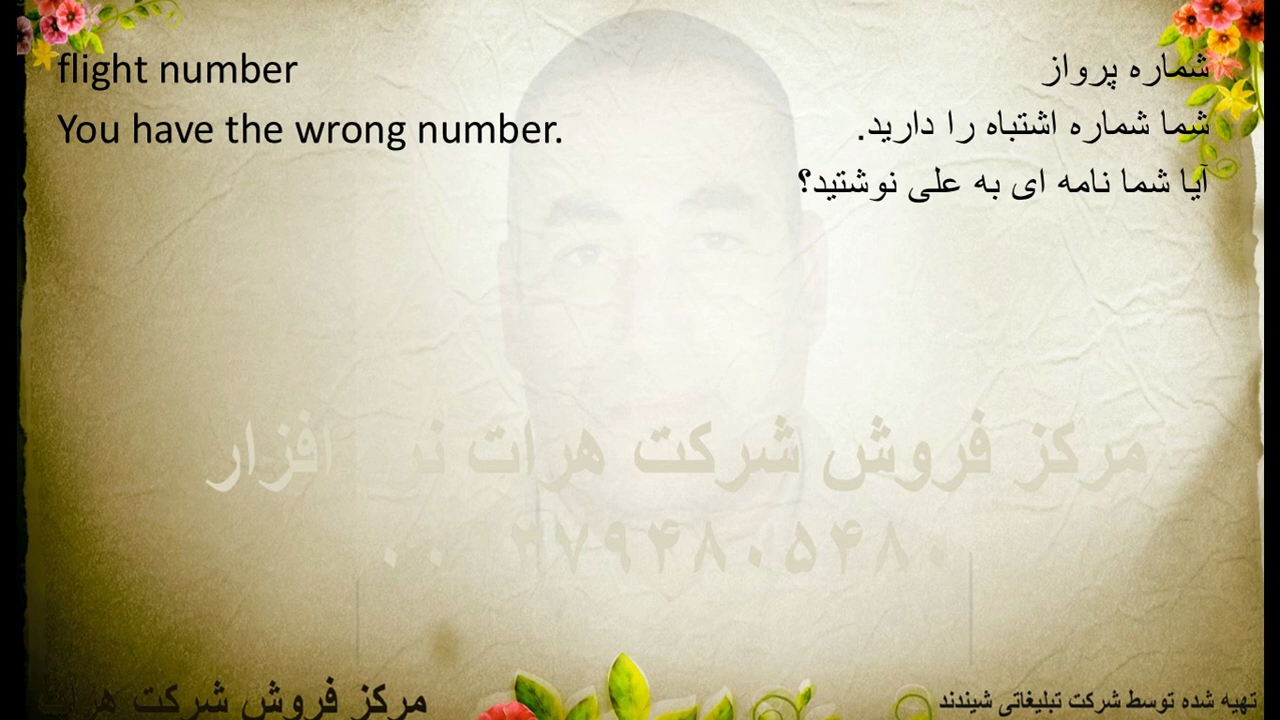 flight number
شماره پرواز
You have the wrong number.
شما شماره اشتباه را دارید.
آیا شما نامه ای به علی نوشتید؟
مرکز فروش شرکت هرات نر افزار
مرکز فروش شرکت هرات
تهیه شده توسط شرکت تبلیغاتی شیندند